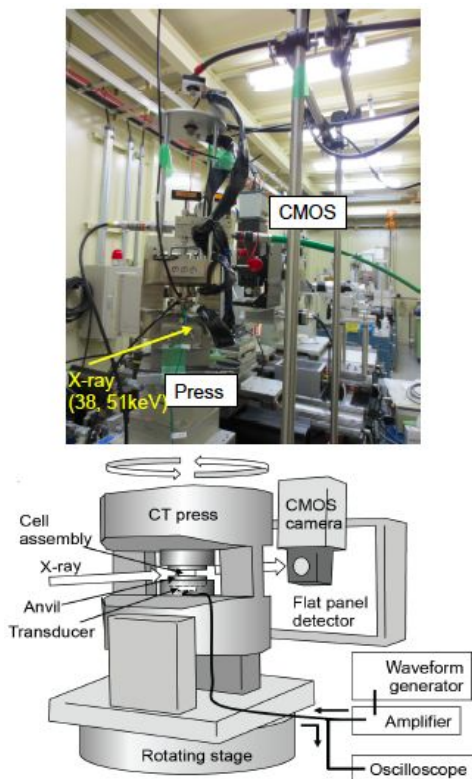 CMOS
X-ray
(38, 51keV)
Press
CT press
CMOS
camera
Cell
assembly
X-ray
Anvil
Transducer
Flat panel
detector
Waveform
generator
Amplifier
Rotating stage
Oscilloscope